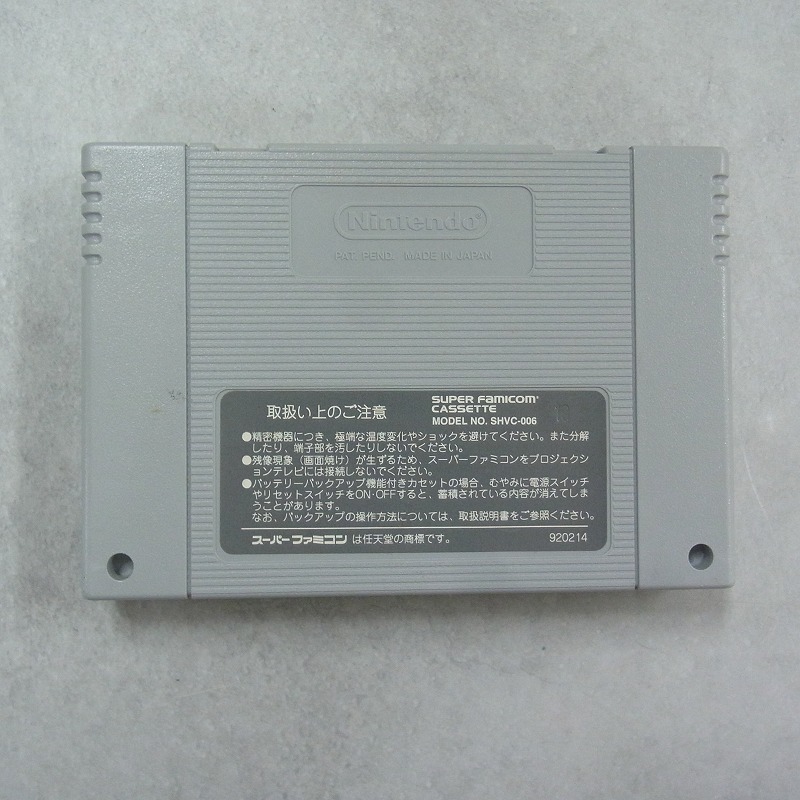 Nintendo®
PAT. PEND. MADE IN JAPAN
取扱い上のご注意
SUPER FAMICOM®
CASSETTE
MODEL NO. SHVC-006
●精密機器につき、極端な温度変化やショックを避けてください。また分解
したり、端子部を汚したりしないでください。
●残像現象（画面焼け）が生ずるため、スーパーファミコンをプロジェクシ
ョンテレビには接続しないでください。
●バッテリーバックアップ機能付きカセットの場合、むやみに電源スイッチ
やリセットスイッチをON・OFFすると、蓄積されている内容が消えてしま
うことがあります。
なお、バックアップの操作方法については、取扱説明書をご参照ください。
スーパーファミコン は任天堂の商標です。
920214